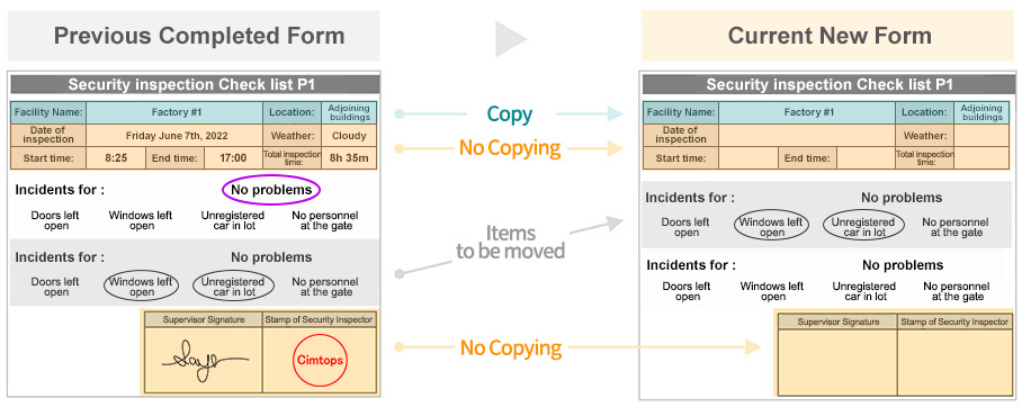 Previous Completed Form
Current New Form
Security inspection Check list P1
Facility Name: Factory #1 Location: Adjoining buildings
Date of inspection Friday June 7th, 2022 Weather: Cloudy
Start time: 8:25 End time: 17:00 Total inspection time: 8h 35m
Incidents for : No problems
Doors left open Windows left open Unregistered car in lot No personnel at the gate
Incidents for : No problems
Doors left open Windows left open Unregistered car in lot No personnel at the gate
Supervisor Signature Stamp of Security Inspector
Cimtops
Copy
No Copying
Items
to be moved
No Copying
Security inspection Check list P1
Facility Name: Factory #1 Location: Adjoining buildings
Date of inspection Weather:
Start time: End time: Total inspection time:
Incidents for : No problems
Doors left open Windows left open Unregistered car in lot No personnel at the gate
Incidents for : No problems
Doors left open Windows left open Unregistered car in lot No personnel at the gate
Supervisor Signature Stamp of Security Inspector